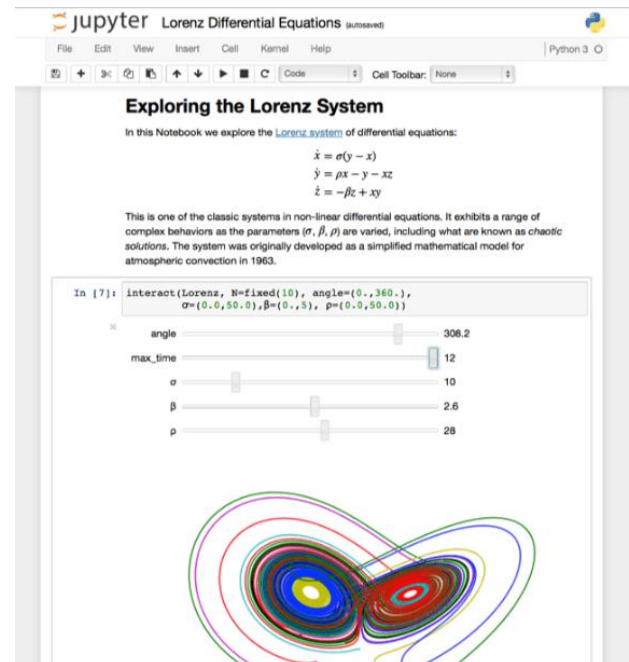 jupyter Lorenz Differential Equations (autosaved)
File Edit View Insert Cell Kernel Help Python 3 O
Code Cell Toolbar: None
Exploring the Lorenz System
In this Notebook we explore the Lorenz system of differential equations:
ẋ = σ(y − x)
ẏ = ρx − y − xz
ż = −βz + xy
This is one of the classic systems in non-linear differential equations. It exhibits a range of
complex behaviors as the parameters (σ, β, ρ) are varied, including what are known as chaotic
solutions. The system was originally developed as a simplified mathematical model for
atmospheric convection in 1963.
In [7]: interact(Lorenz, N=fixed(10), angle=(0.,360.),
σ=(0.0,50.0),β=(0.,5), ρ=(0.0,50.0))
angle 308.2
max_time 12
σ 10
β 2.6
ρ 28